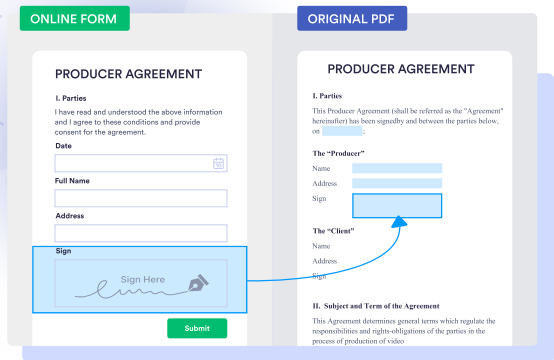 ONLINE FORM
PRODUCER AGREEMENT
I. Parties
I have read and understood the above information
and I agree to these conditions and provide
consent for the agreement.
Date
Full Name
Address
Sign
Sign Here
Submit
ORIGINAL PDF
PRODUCER AGREEMENT
I. Parties
This Producer Agreement (shall be referred as the "Agreement"
hereinafter) has been signedby and between the parties below,
on ;
The “Producer”
Name
Address
Sign
The “Client”
Name
Address
Sign
II. Subject and Term of the Agreement
This Agreement determines general terms which regulate the
responsibilities and rights-obligations of the parties in the
process of production of video